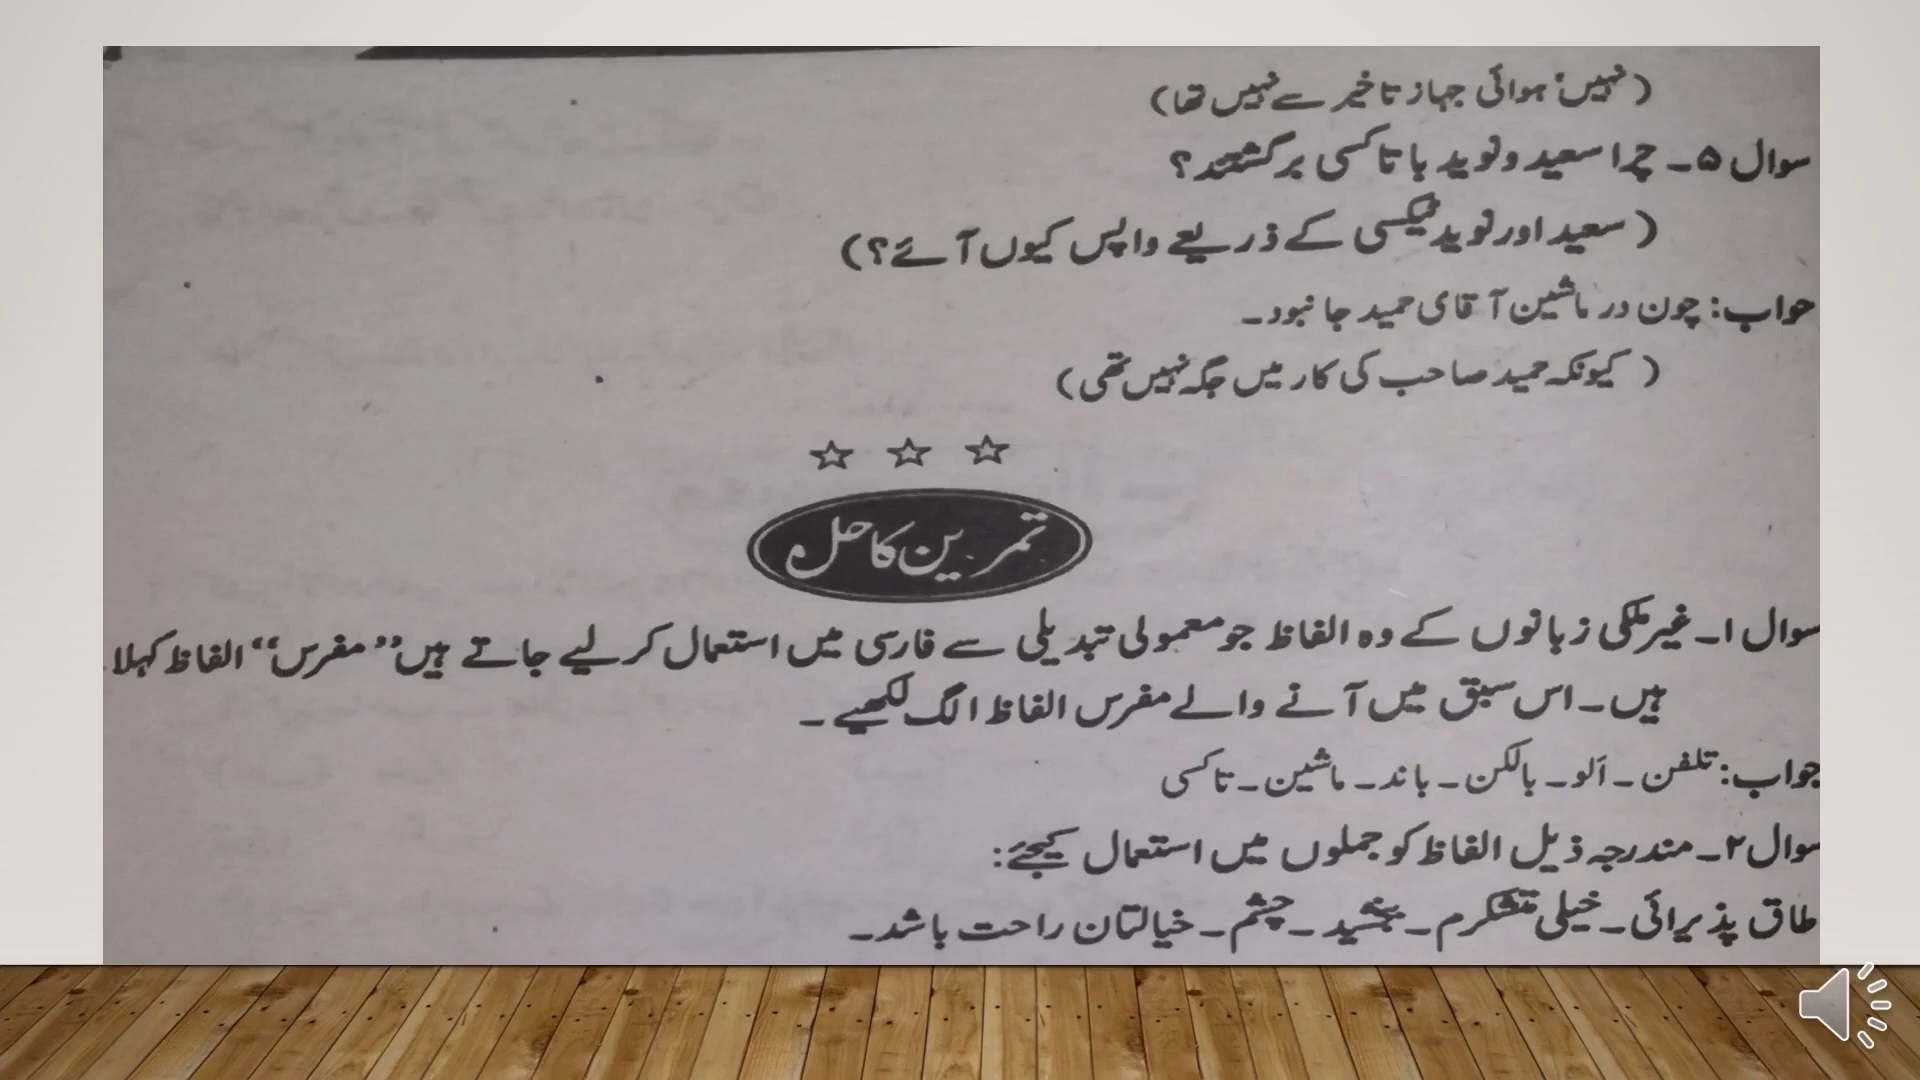 (نہیں، ہوائی جہاز تاخیر سے نہیں تھا)
سوال ۵۔ چرا سعید و نوید با تاکسی برگشتند؟
(سعید اور نوید ٹیکسی کے ذریعے واپس کیوں آئے؟)
جواب: چون در ماشین آقای حمید جا نبود۔
(کیونکہ حمید صاحب کی کار میں جگہ نہیں تھی)
تمرین کا حل
سوال ۱۔ غیرملکی زبانوں کے وہ الفاظ جو معمولی تبدیلی سے فارسی میں استعمال کر لیے جاتے ہیں ”مفرس“ الفاظ کہلا
ہیں۔ اس سبق میں آنے والے مفرس الفاظ الگ لکھیے۔
جواب: تلفن۔ اَلو۔ بالکن۔ باند۔ ماشین۔ تاکسی
سوال ۲۔ مندرجہ ذیل الفاظ کو جملوں میں استعمال کیجئے:
طاق پذیرائی۔ خیلی متشکرم۔ ببخشید۔ چشم۔ خیالتان راحت باشد۔